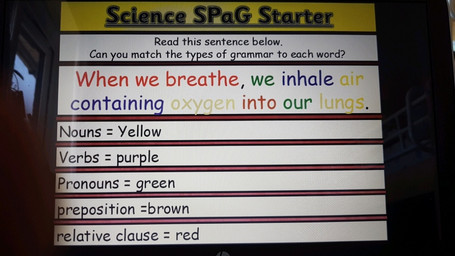 Science SPaG Starter
Read this sentence below.
Can you match the types of grammar to each word?
When we breathe, we inhale air
containing oxygen into our lungs.
Nouns = Yellow
Verbs = purple
Pronouns = green
preposition =brown
relative clause = red